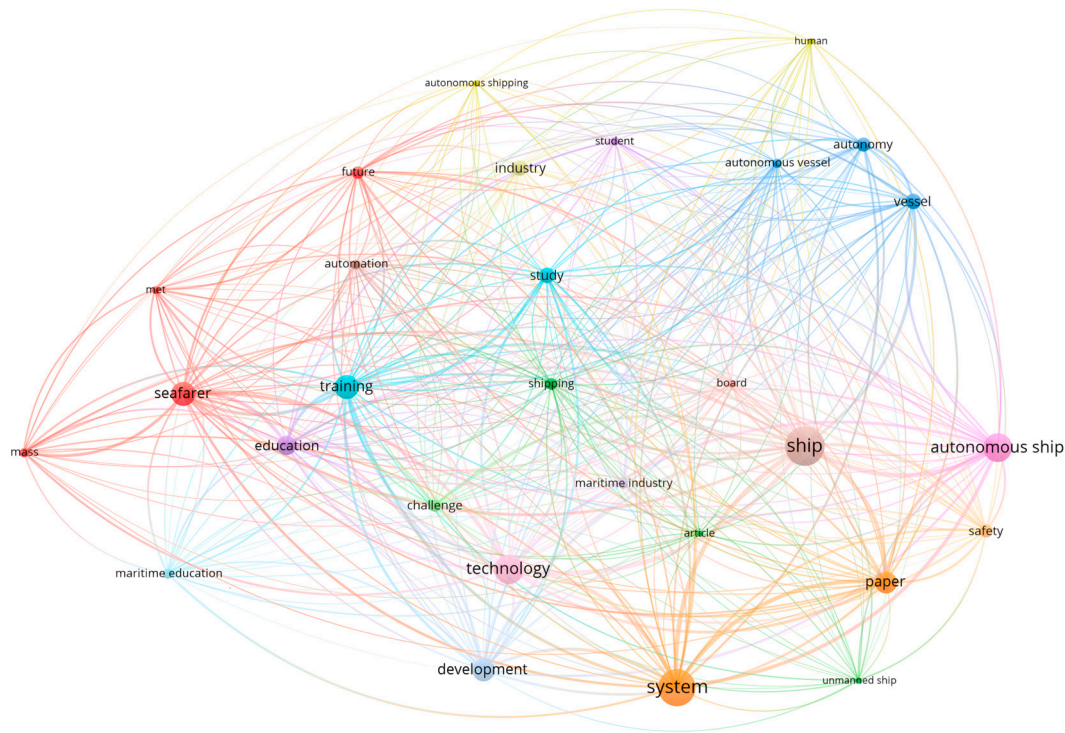 human
autonomous shipping
student
autonomy
autonomous vessel
industry
future
vessel
automation
study
met
board
shipping
training
seafarer
education
ship
autonomous ship
mass
maritime industry
challenge
article
safety
technology
maritime education
paper
development
unmanned ship
system